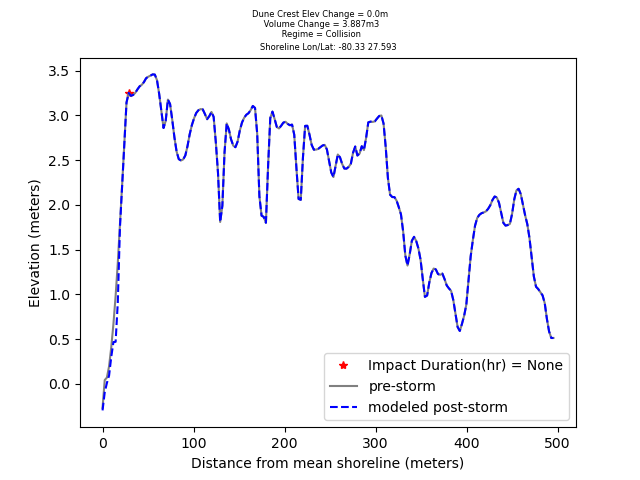 Dune Crest Elev Change = 0.0m
Volume Change = 3.887m3
Regime = Collision
Shoreline Lon/Lat: -80.33 27.593
3.5
3.0
2.5
2.0
1.5
1.0
0.5
0.0
Elevation (meters)
Impact Duration(hr) = None
pre-storm
modeled post-storm
0 100 200 300 400 500
Distance from mean shoreline (meters)